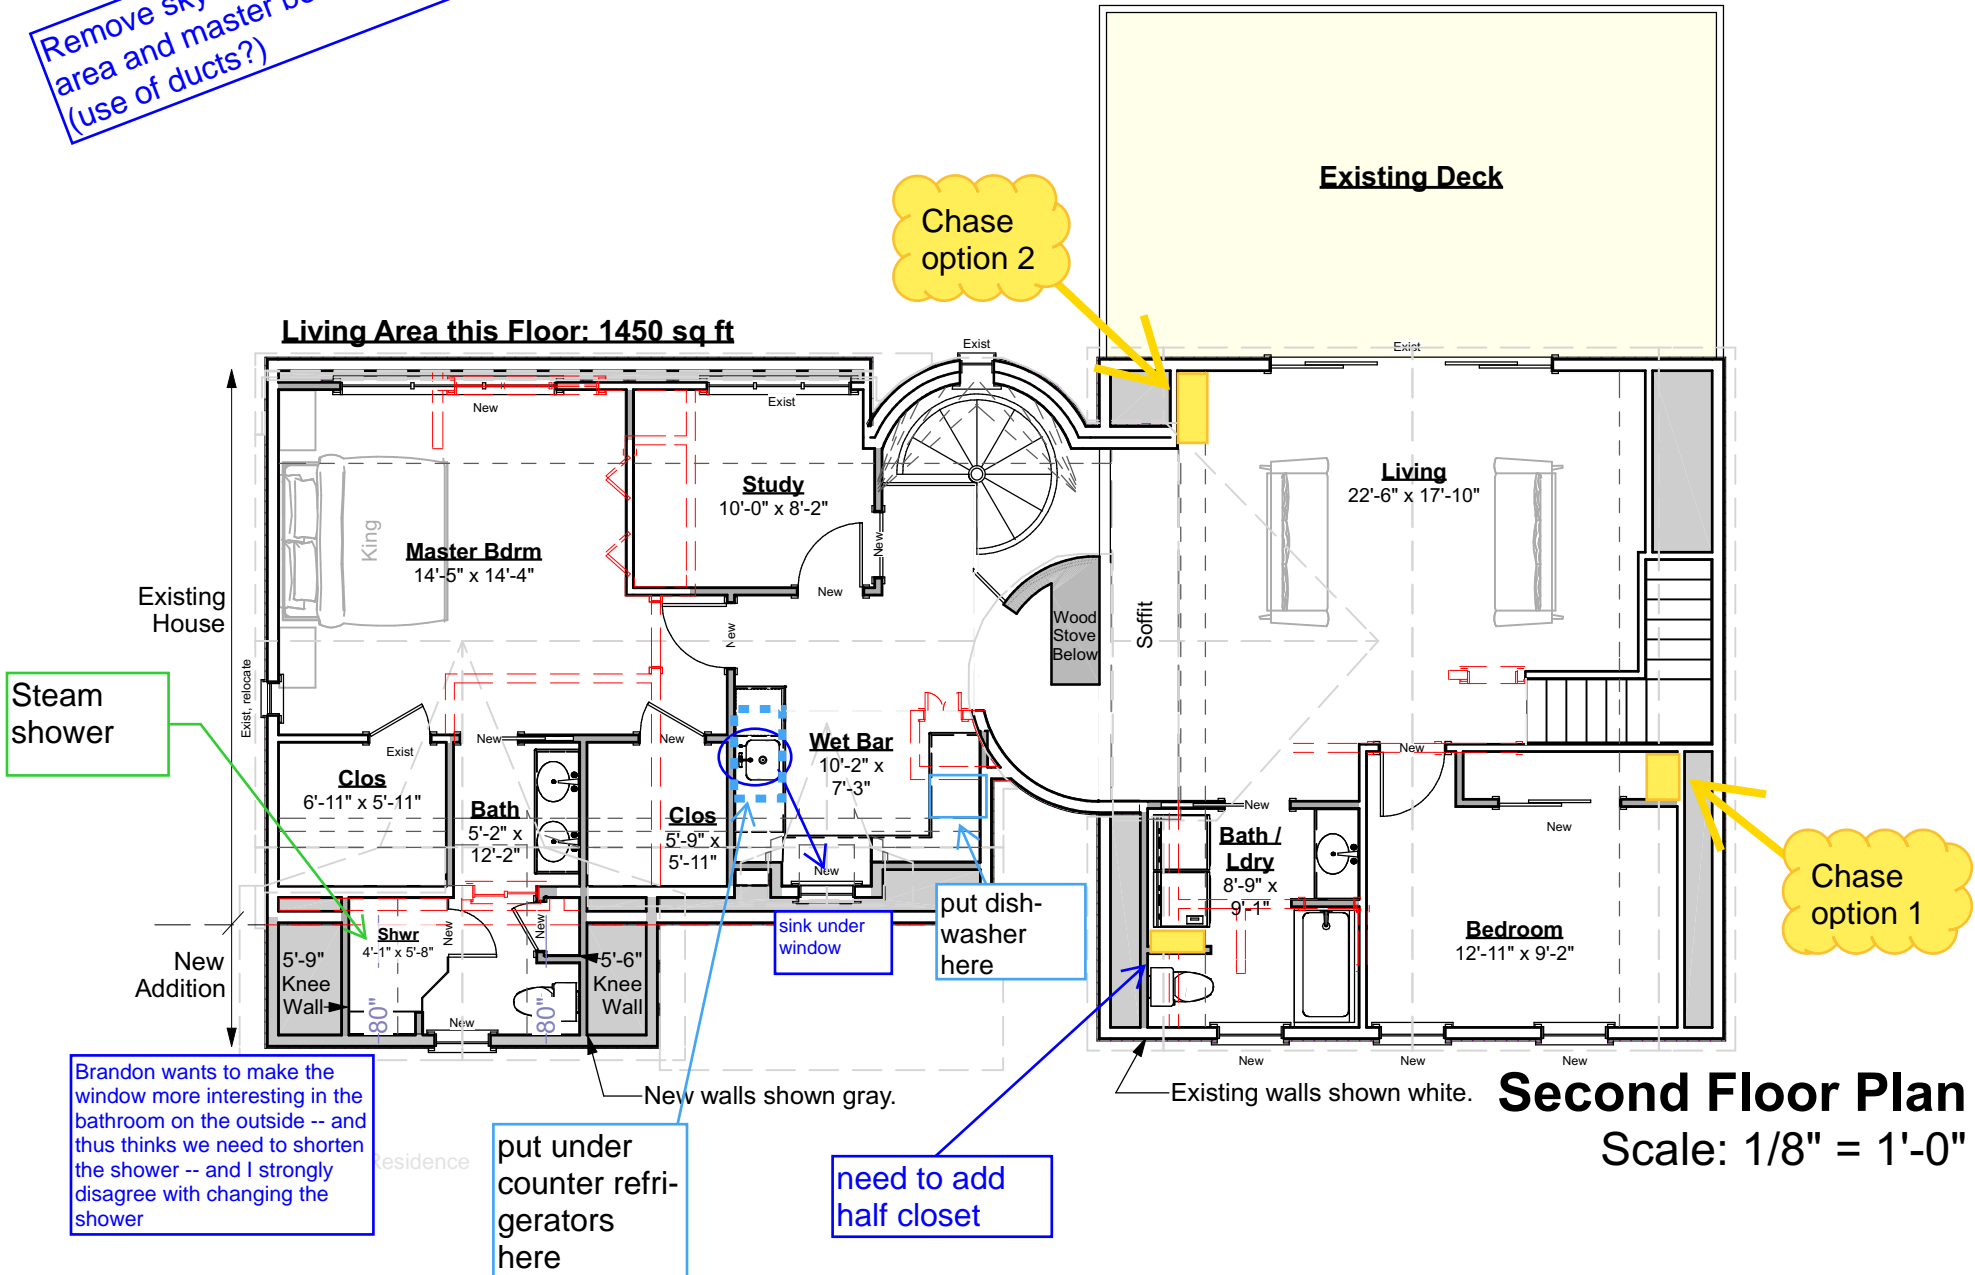 Remove sky
area and master be
(use of ducts?)
Existing Deck
Chase
option 2
Living Area this Floor: 1450 sq ft
Exist
Exist
New
Exist
Study
10'-0" x 8'-2"
Living
22'-6" x 17'-10"
King
Master Bdrm
14'-5" x 14'-4"
New
New
New
Existing
House
Wood
Stove
Below
Soffit
Exist, relocate
Steam
shower
Exist
New
New
Wet Bar
10'-2" x
7'-3"
New
Clos
6'-11" x 5'-11"
Bath
5'-2" x
12'-2"
Clos
5'-9" x
5'-11"
New
New
Bath /
Ldry
8'-9" x
9'-1"
New
Chase
option 1
Shwr
4'-1" x 5'-8"
New
New
sink under
window
put dish-
washer
here
Bedroom
12'-11" x 9'-2"
New
Addition
5'-9"
Knee
Wall
80"
New
80"
5'-6"
Knee
Wall
New
New
New
Brandon wants to make the
window more interesting in the
bathroom on the outside -- and
thus thinks we need to shorten
the shower -- and I strongly
disagree with changing the
shower
Residence
New walls shown gray.
Existing walls shown white.
Second Floor Plan
Scale: 1/8" = 1'-0"
put under
counter refri-
gerators
here
need to add
half closet